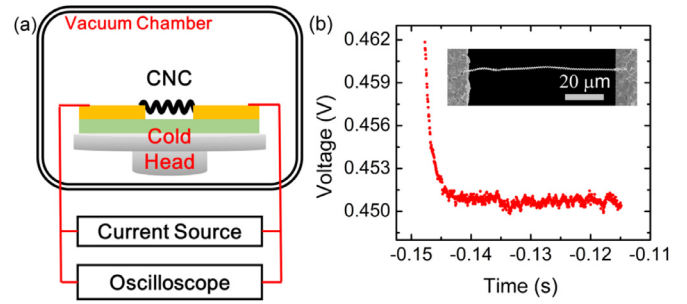 (a)
Vacuum Chamber
CNC
Cold
Head
Current Source
Oscilloscope
(b)
0.462
0.459
0.456
0.453
0.450
Voltage (V)
20 μm
-0.15
-0.14
-0.13
-0.12
-0.11
Time (s)